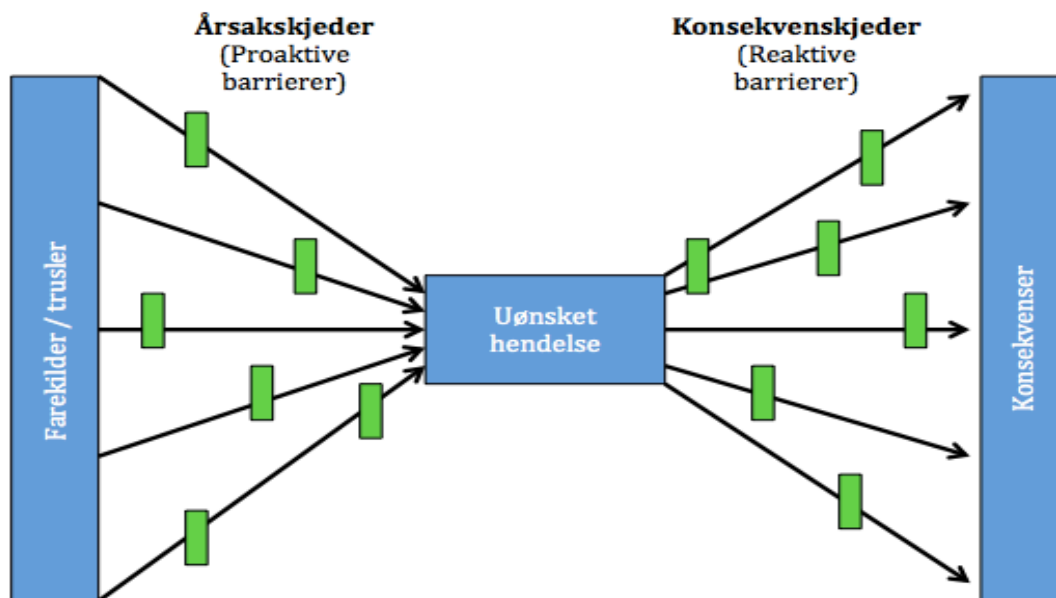 Årsakskjeder
(Proaktive
barrierer)
Konsekvenskjeder
(Reaktive
barrierer)
Farekilder / trusler
Uønsket
hendelse
Konsekvenser